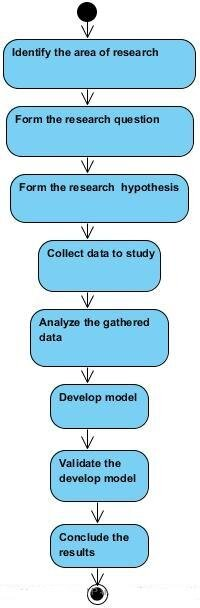 Identify the area of research
Form the research question
Form the research hypothesis
Collect data to study
Analyze the gathered
data
Develop model
Validate the
develop model
Conclude the
results